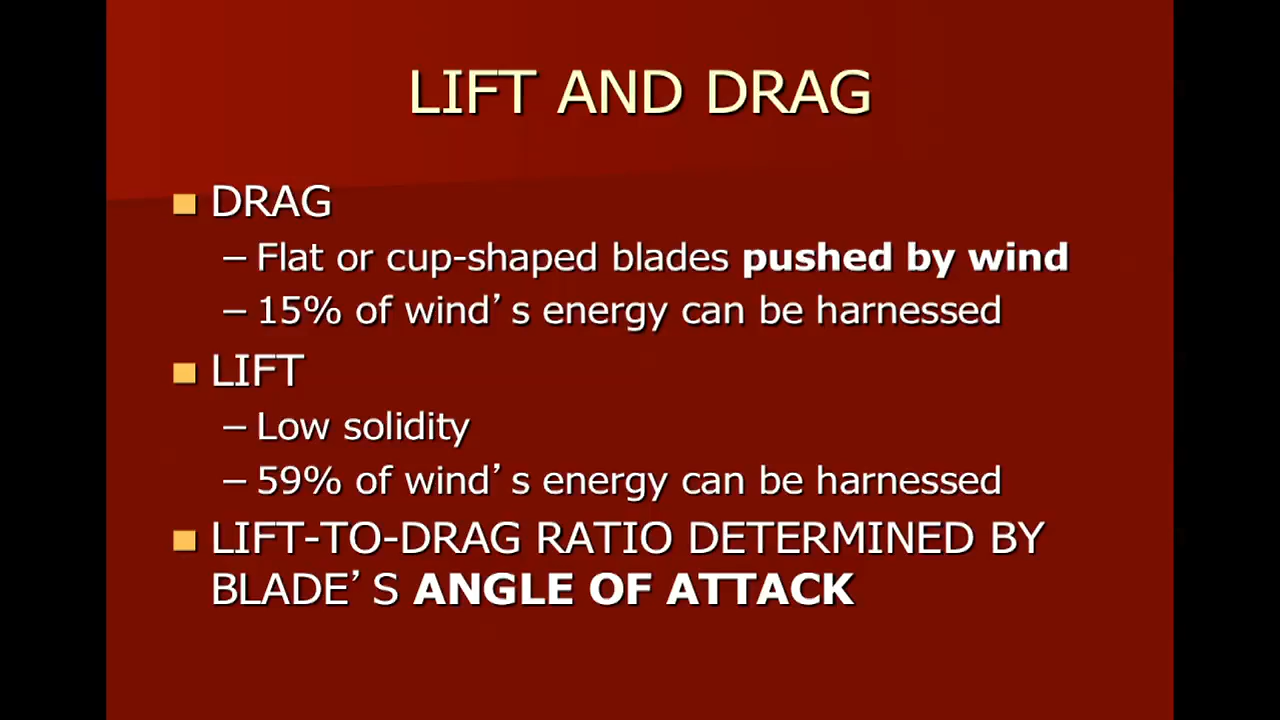 LIFT AND DRAG
DRAG
– Flat or cup-shaped blades pushed by wind
– 15% of wind’s energy can be harnessed
LIFT
– Low solidity
– 59% of wind’s energy can be harnessed
LIFT-TO-DRAG RATIO DETERMINED BY
BLADE’S ANGLE OF ATTACK